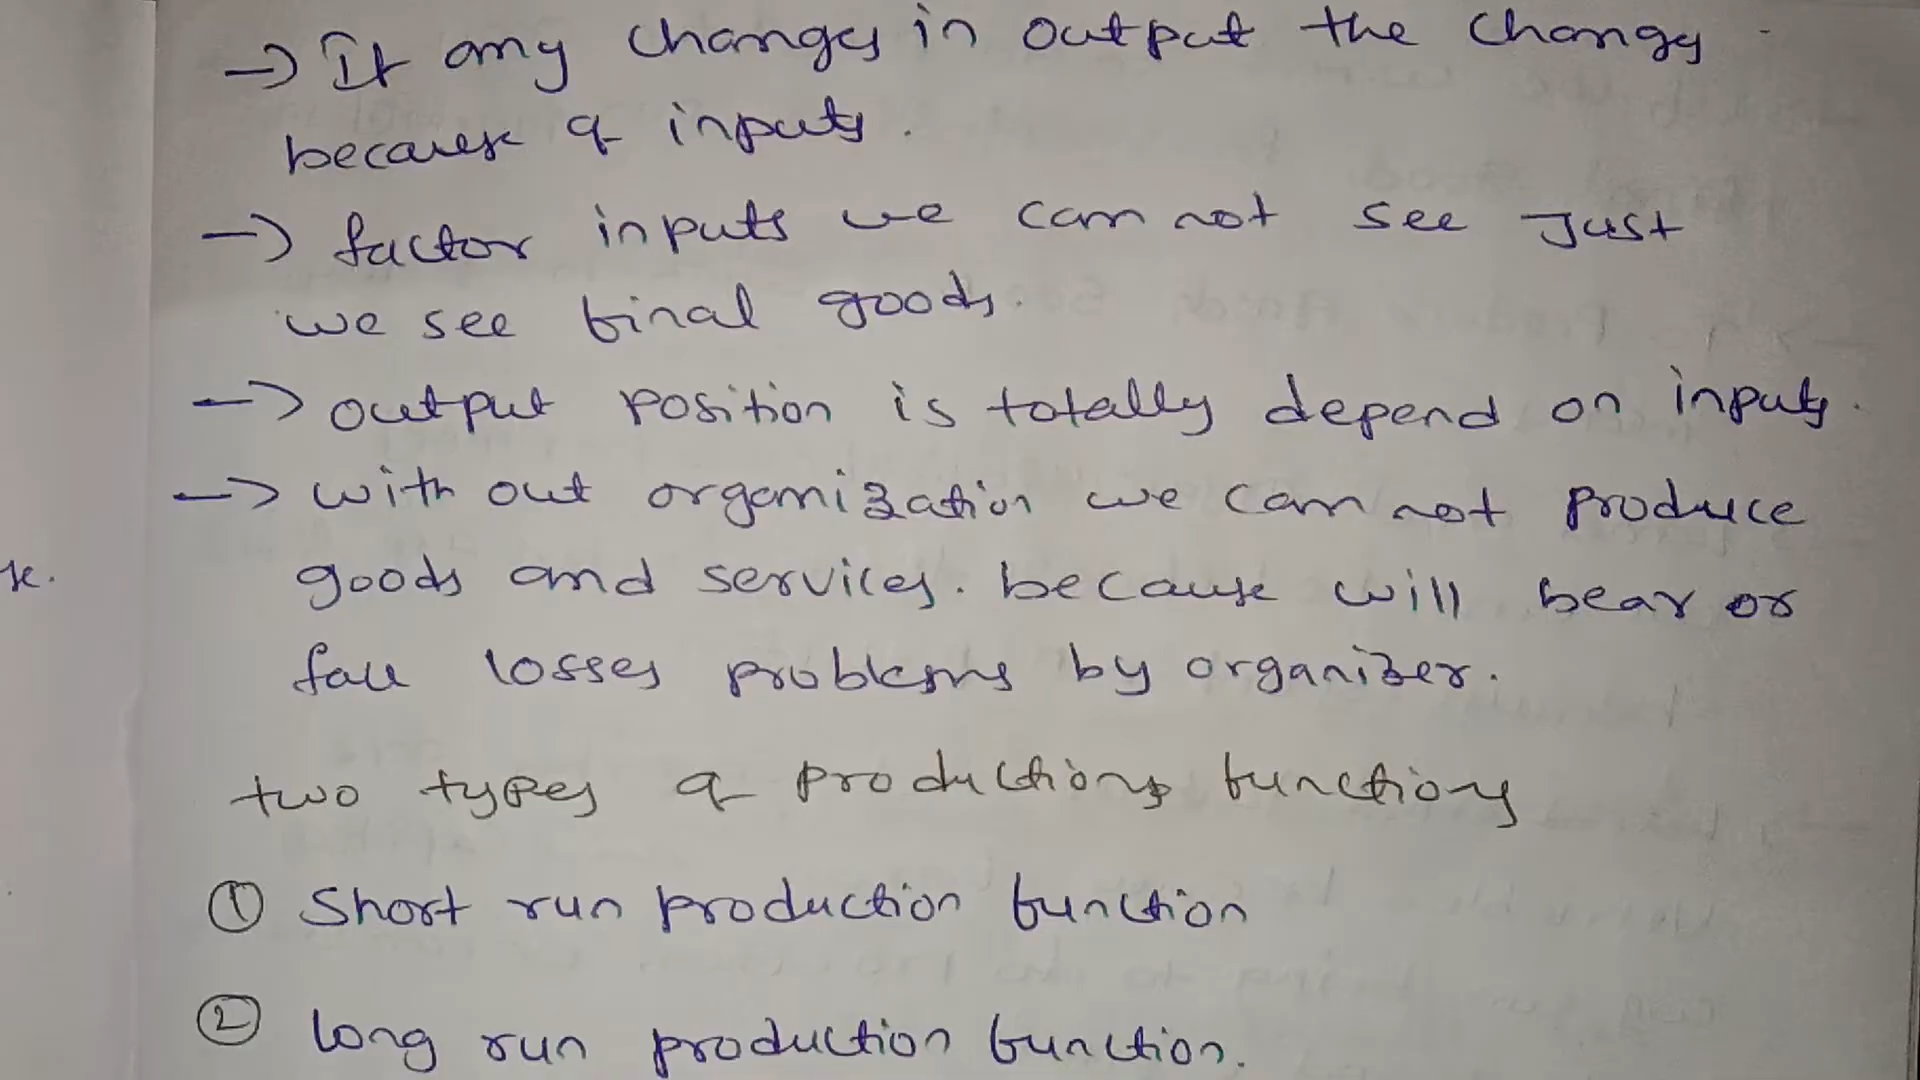 → If any changes in output the changes
because of inputs.
→ factor inputs we can not see Just
we see final goods.
→ output position is totally depend on inputs.
→ with out organization we can not produce
goods and services. because will bear or
face losses problems by organizer.
two types of productions functions
① Short run production function
② long run production function.